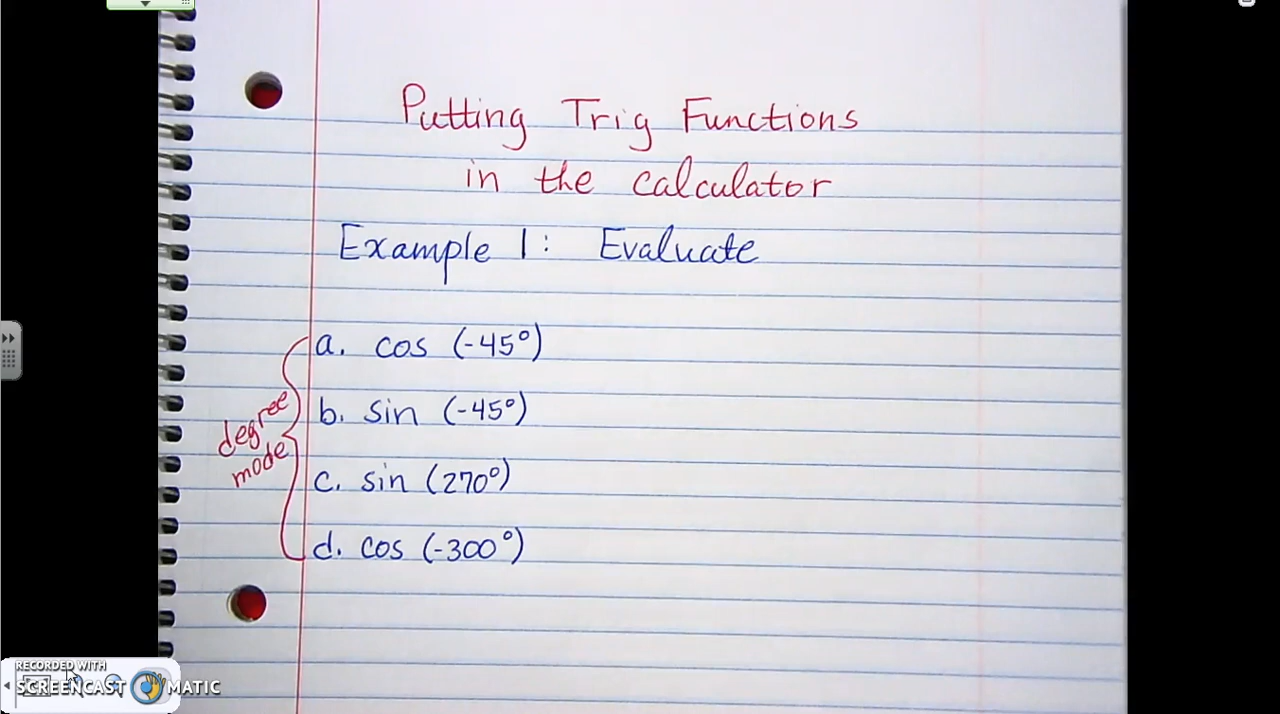 Putting Trig Functions
in the calculator
Example 1: Evaluate
a. cos (-45°)
b. sin (-45°)
c. sin (270°)
d. cos (-300°)
degree
mode
RECORDED WITH
SCREENCAST MATIC